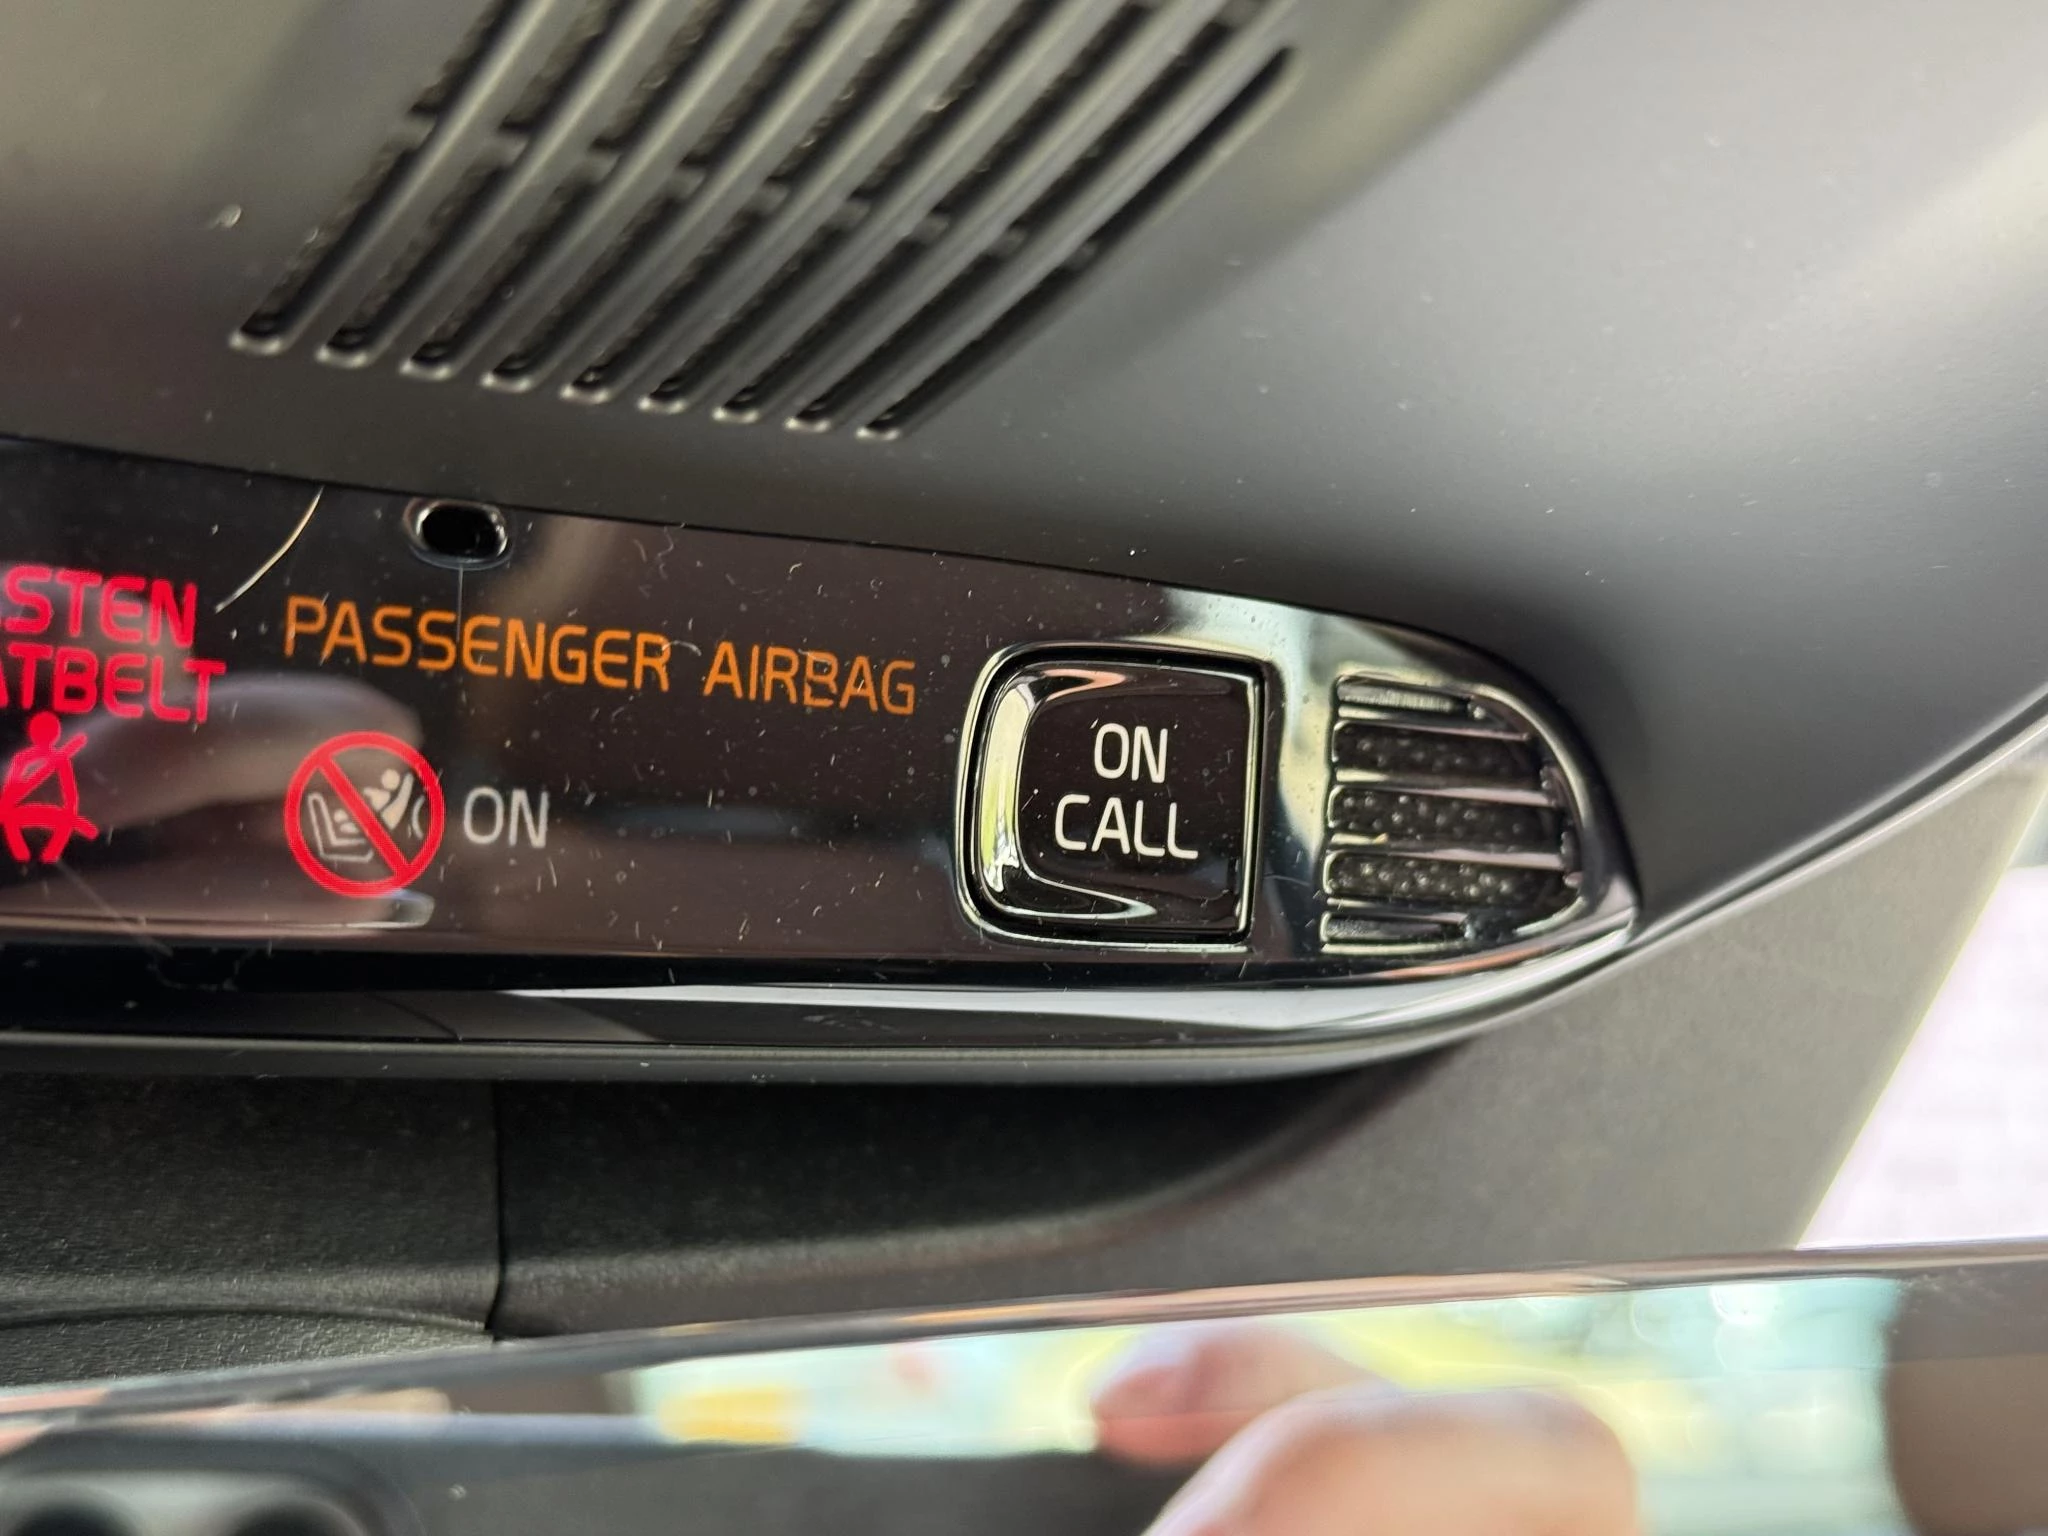 STEN
ATBELT
PASSENGER AIRBAG
ON
ON
CALL